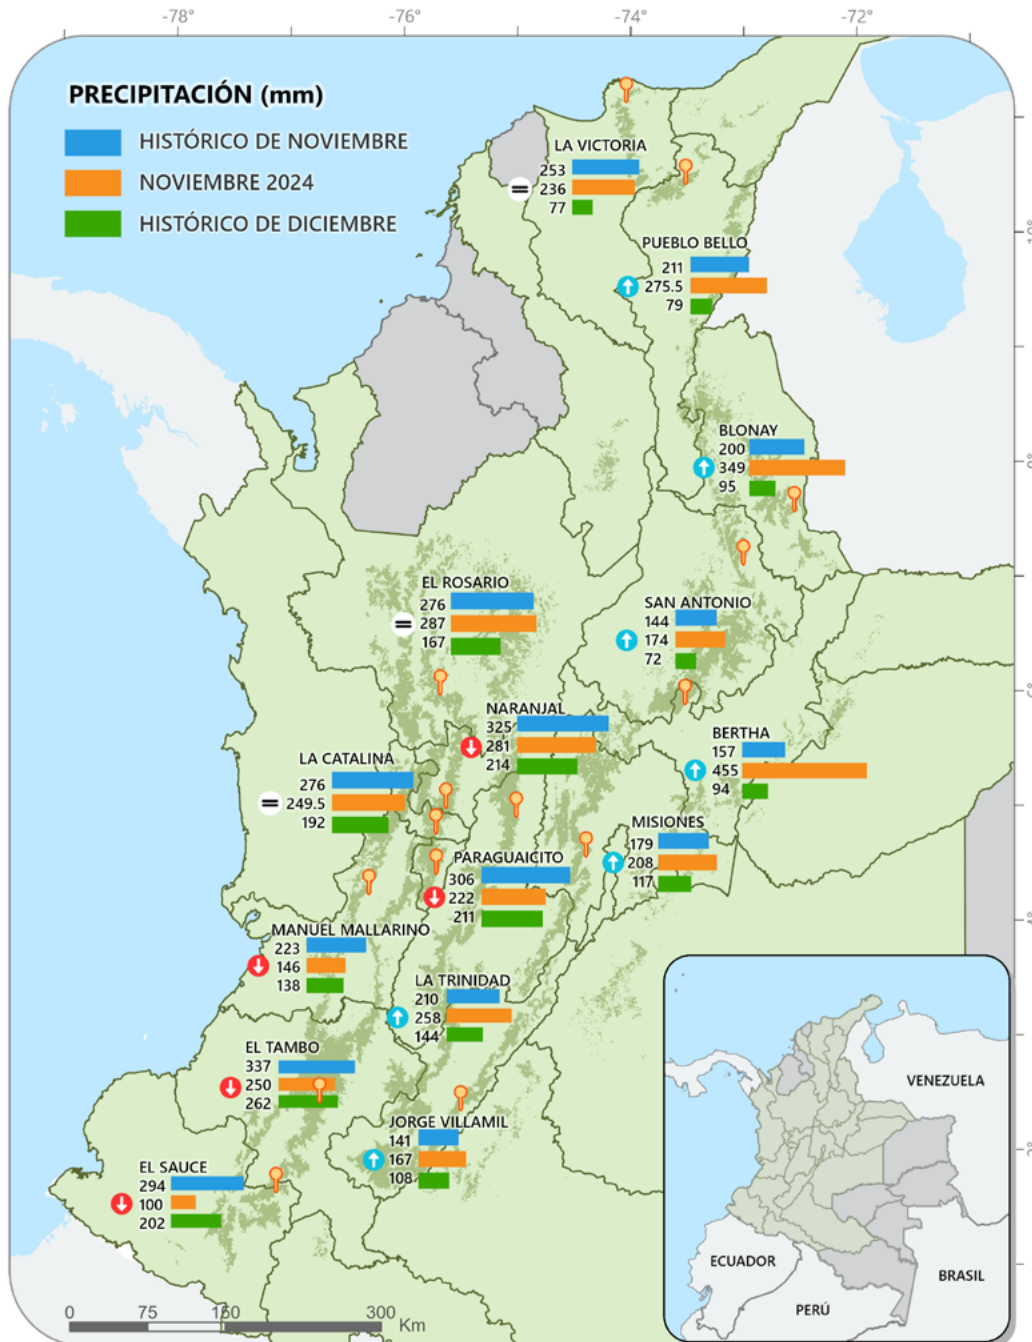 -78°
-76°
-74°
-72°
PRECIPITACIÓN (mm)
HISTÓRICO DE NOVIEMBRE
NOVIEMBRE 2024
HISTÓRICO DE DICIEMBRE
LA VICTORIA
253
236
77
PUEBLO BELLO
211
275.5
79
BLONAY
200
349
95
EL ROSARIO
276
287
167
SAN ANTONIO
144
174
72
NARANJAL
325
281
214
BERTHA
157
455
94
LA CATALINA
276
249.5
192
MISIONES
179
208
117
PARAGUAICITO
306
222
211
MANUEL MALLARINO
223
146
138
LA TRINIDAD
210
258
144
EL TAMBO
337
250
262
JORGE VILLAMIL
141
167
108
EL SAUCE
294
100
202
VENEZUELA
ECUADOR
PERÚ
BRASIL
0 75 150 300 Km